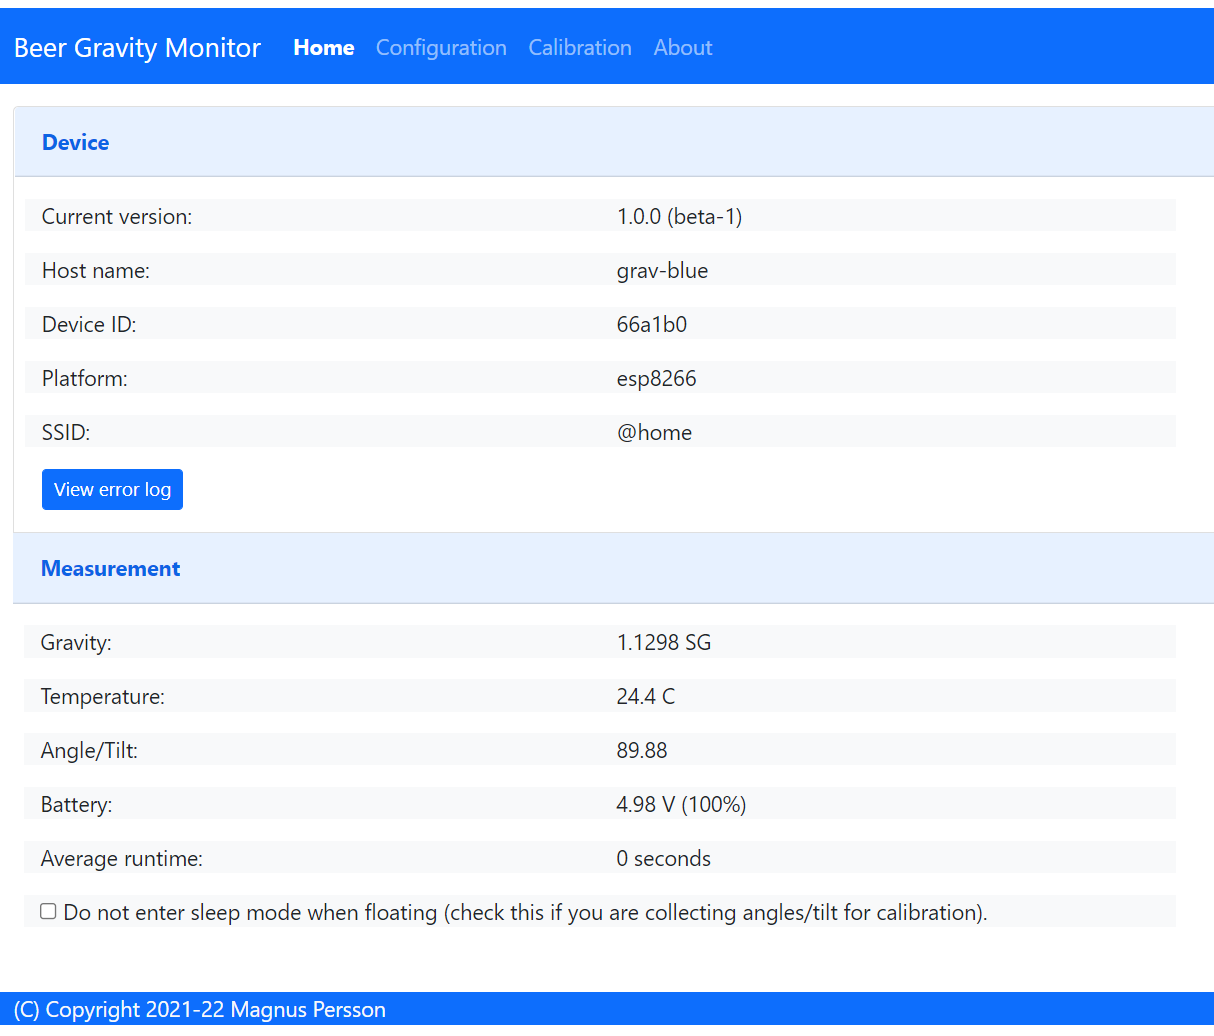 Beer Gravity Monitor Home Configuration Calibration About
Device
Current version: 1.0.0 (beta-1)
Host name: grav-blue
Device ID: 66a1b0
Platform: esp8266
SSID: @home
View error log
Measurement
Gravity: 1.1298 SG
Temperature: 24.4 C
Angle/Tilt: 89.88
Battery: 4.98 V (100%)
Average runtime: 0 seconds
Do not enter sleep mode when floating (check this if you are collecting angles/tilt for calibration).
(C) Copyright 2021-22 Magnus Persson